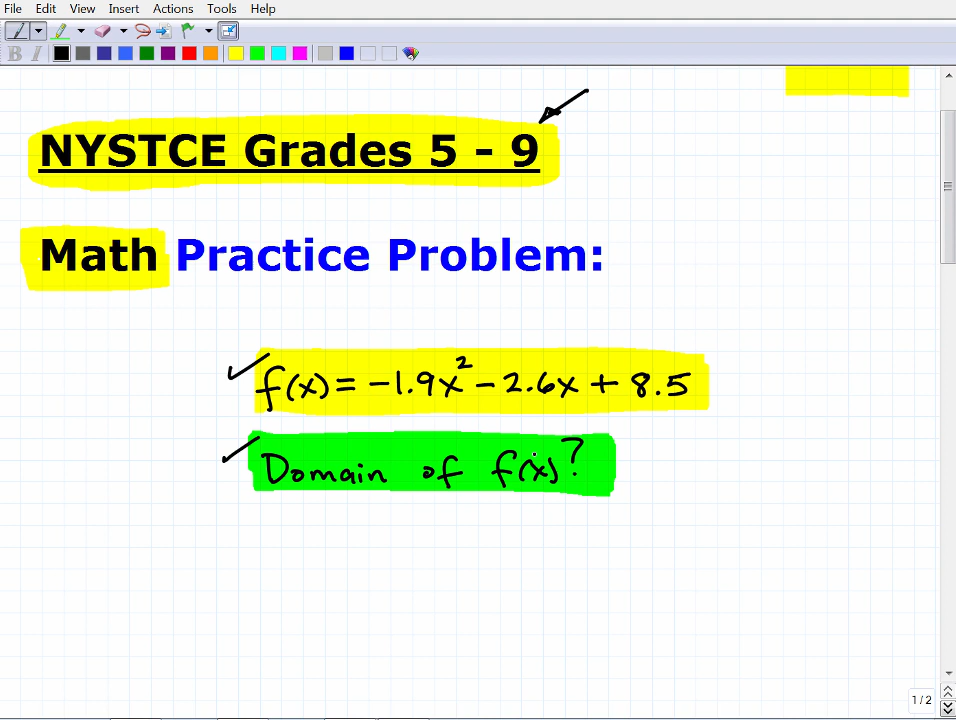 File Edit View Insert Actions Tools Help
B I
NYSTCE Grades 5 - 9
Math Practice Problem:
f(x) = -1.9x² - 2.6x + 8.5
Domain of f(x)?
1 / 2